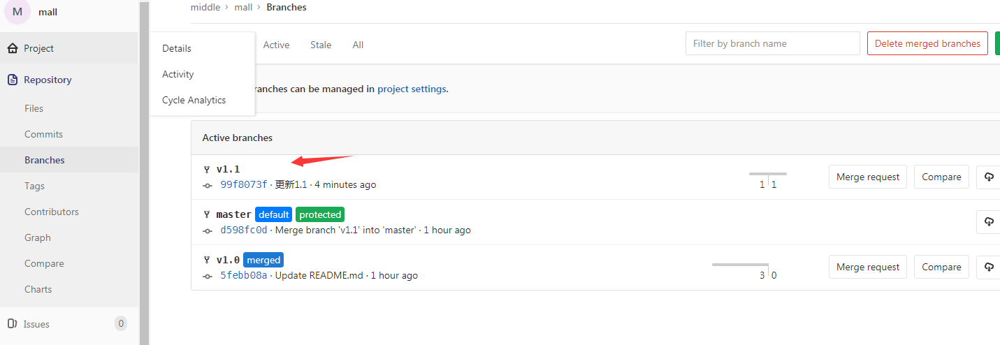 M mall
Project
Repository
Files
Commits
Branches
Tags
Contributors
Graph
Compare
Charts
Issues 0
Details
Activity
Cycle Analytics
middle › mall › Branches
Active Stale All Filter by branch name Delete merged branches
ranches can be managed in project settings.
Active branches
v1.1
99f8073f · 更新1.1 · 4 minutes ago
1 1 Merge request Compare
master default protected
d598fc0d · Merge branch 'v1.1' into 'master' · 1 hour ago
v1.0 merged
5febb08a · Update README.md · 1 hour ago
3 0 Merge request Compare